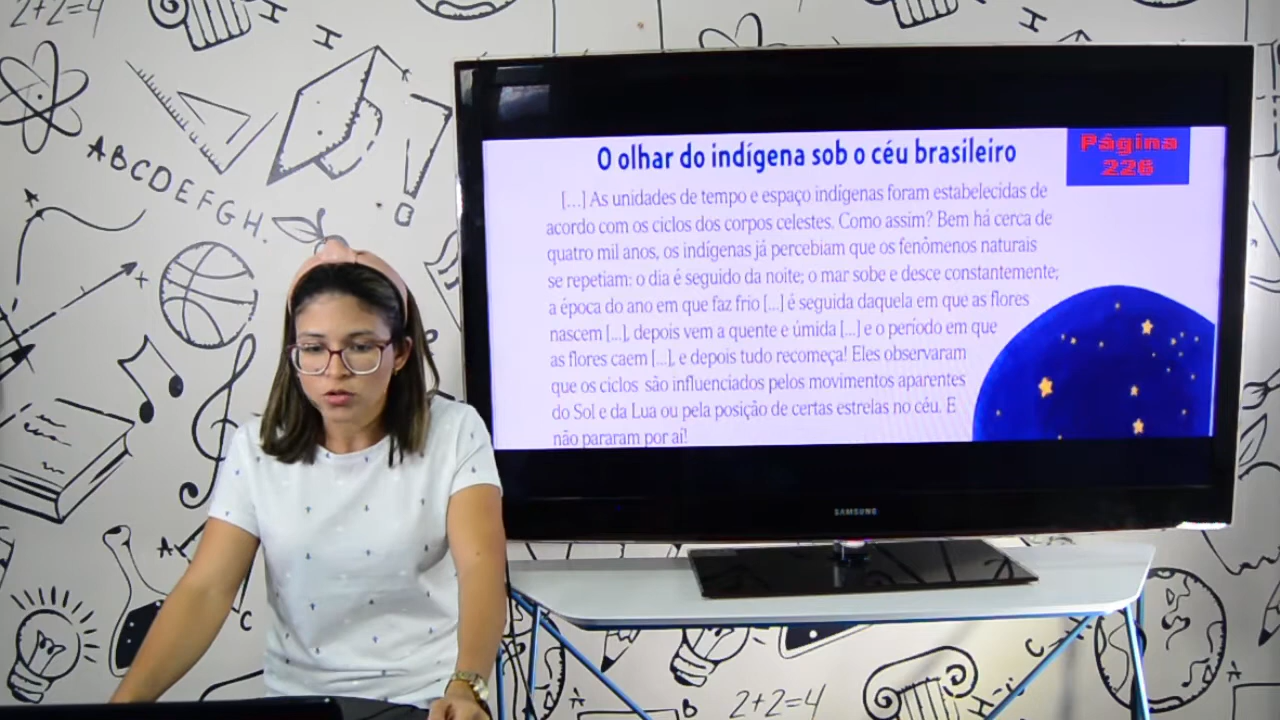 2+2=4
H
I
ABCDEFGH.
O olhar do indígena sob o céu brasileiro
Página
226
[...] As unidades de tempo e espaço indígenas foram estabelecidas de
acordo com os ciclos dos corpos celestes. Como assim? Bem há cerca de
quatro mil anos, os indígenas já percebiam que os fenômenos naturais
se repetiam: o dia é seguido da noite; o mar sobe e desce constantemente;
a época do ano em que faz frio [...] é seguida daquela em que as flores
nascem [...], depois vem a quente e úmida [...] e o período em que
as flores caem [...], e depois tudo recomeça! Eles observaram
que os ciclos são influenciados pelos movimentos aparentes
do Sol e da Lua ou pela posição de certas estrelas no céu. E
não pararam por aí!
SAMSUNG
A
C
C
A
B
2+2=4
H
A